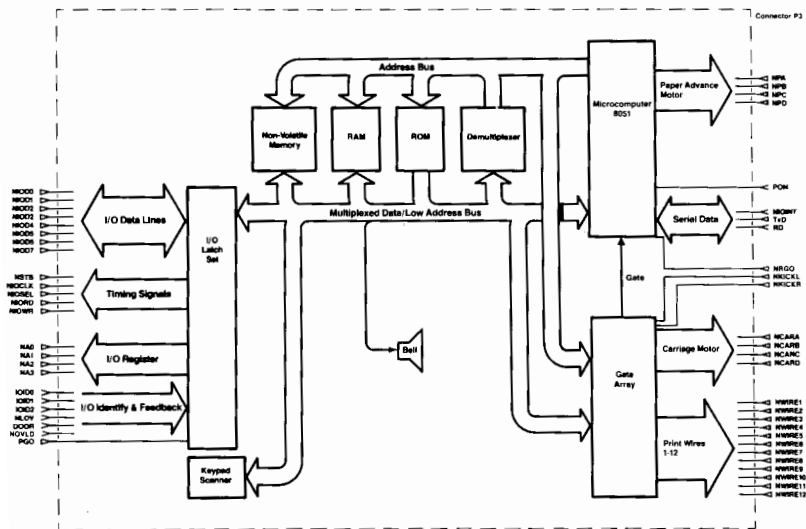 Connector P3
Address Bus
Non-Volatile
Memory
RAM
ROM
Demultiplexer
Microcomputer
8051
Paper Advance
Motor
NPA
NPB
NPC
NPD
PON
Serial Data
NIOINT
TxD
RD
Gate
NRGO
NKICKL
NKICKR
Multiplexed Data/Low Address Bus
NIOD0
NIOD1
NIOD2
NIOD2
NIOD4
NIOD5
NIOD6
NIOD7
I/O Data Lines
I/O
Latch
Set
NSTB
NIOCLK
NIOSEL
NIORD
NIOWR
Timing Signals
NA0
NA1
NA2
NA3
I/O Register
IOID0
IOID1
IOID2
NLOV
DOOR
NOVLD
PGO
I/O Identify & Feedback
Bell
Keypad
Scanner
Gate
Array
Carriage Motor
NCARA
NCARB
NCARC
NCARD
Print Wires
1-12
NWIRE1
NWIRE2
NWIRE3
NWIRE4
NWIRE5
NWIRE6
NWIRE7
NWIRE8
NWIRE9
NWIRE10
NWIRE11
NWIRE12